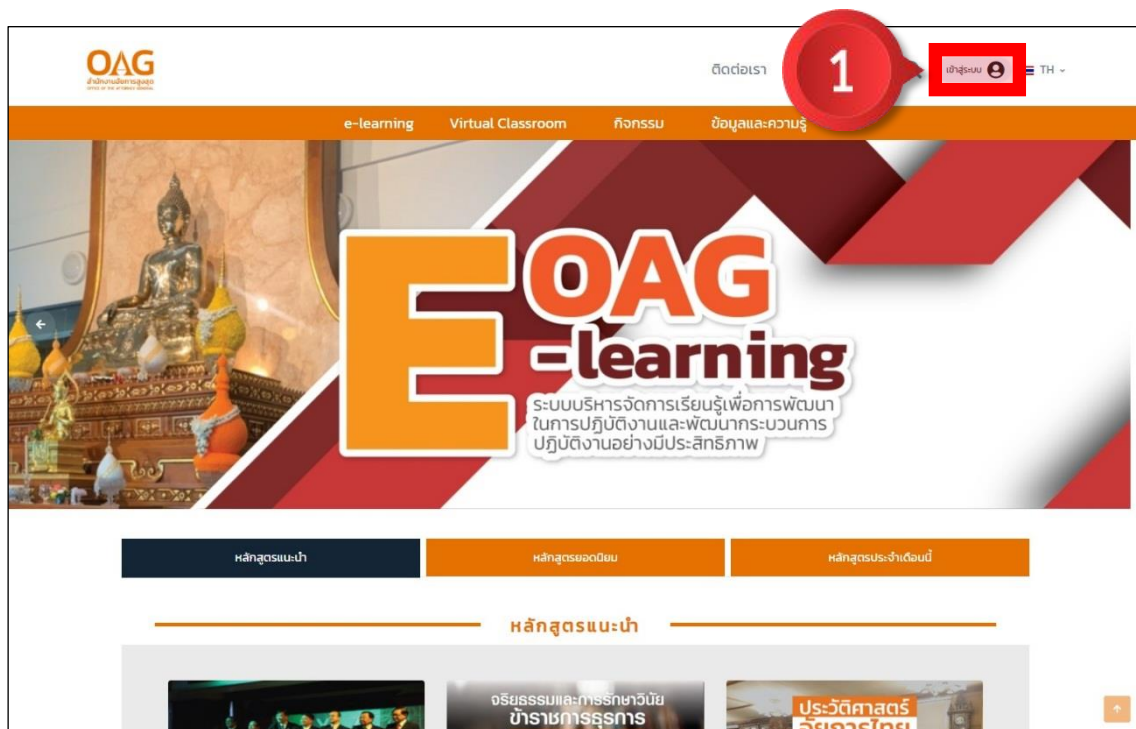 OAG
สำนักงานอัยการสูงสุด
OFFICE OF THE ATTORNEY GENERAL
ติดต่อเรา
1
เข้าสู่ระบบ
TH
e-learning
Virtual Classroom
กิจกรรม
ข้อมูลและความรู้
E
OAG
-learning
ระบบบริหารจัดการเรียนรู้เพื่อการพัฒนา
ในการปฏิบัติงานและพัฒนากระบวนการ
ปฏิบัติงานอย่างมีประสิทธิภาพ
หลักสูตรแนะนำ
หลักสูตรยอดนิยม
หลักสูตรประจำเดือนนี้
หลักสูตรแนะนำ
จริยธรรมและการรักษาวินัย
ข้าราชการธุรการ
ประวัติศาสตร์
อัยการไทย